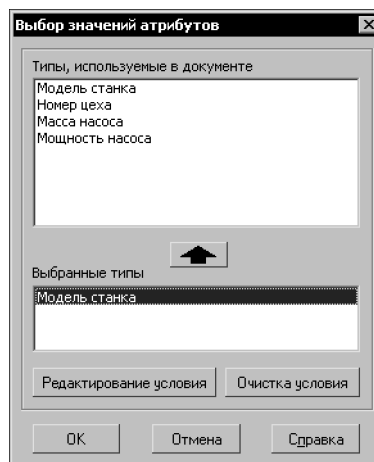 Выбор значений атрибутов
Типы, используемые в документе
Модель станка
Номер цеха
Масса насоса
Мощность насоса
Выбранные типы
Модель станка
Редактирование условия
Очистка условия
OK
Отмена
Справка